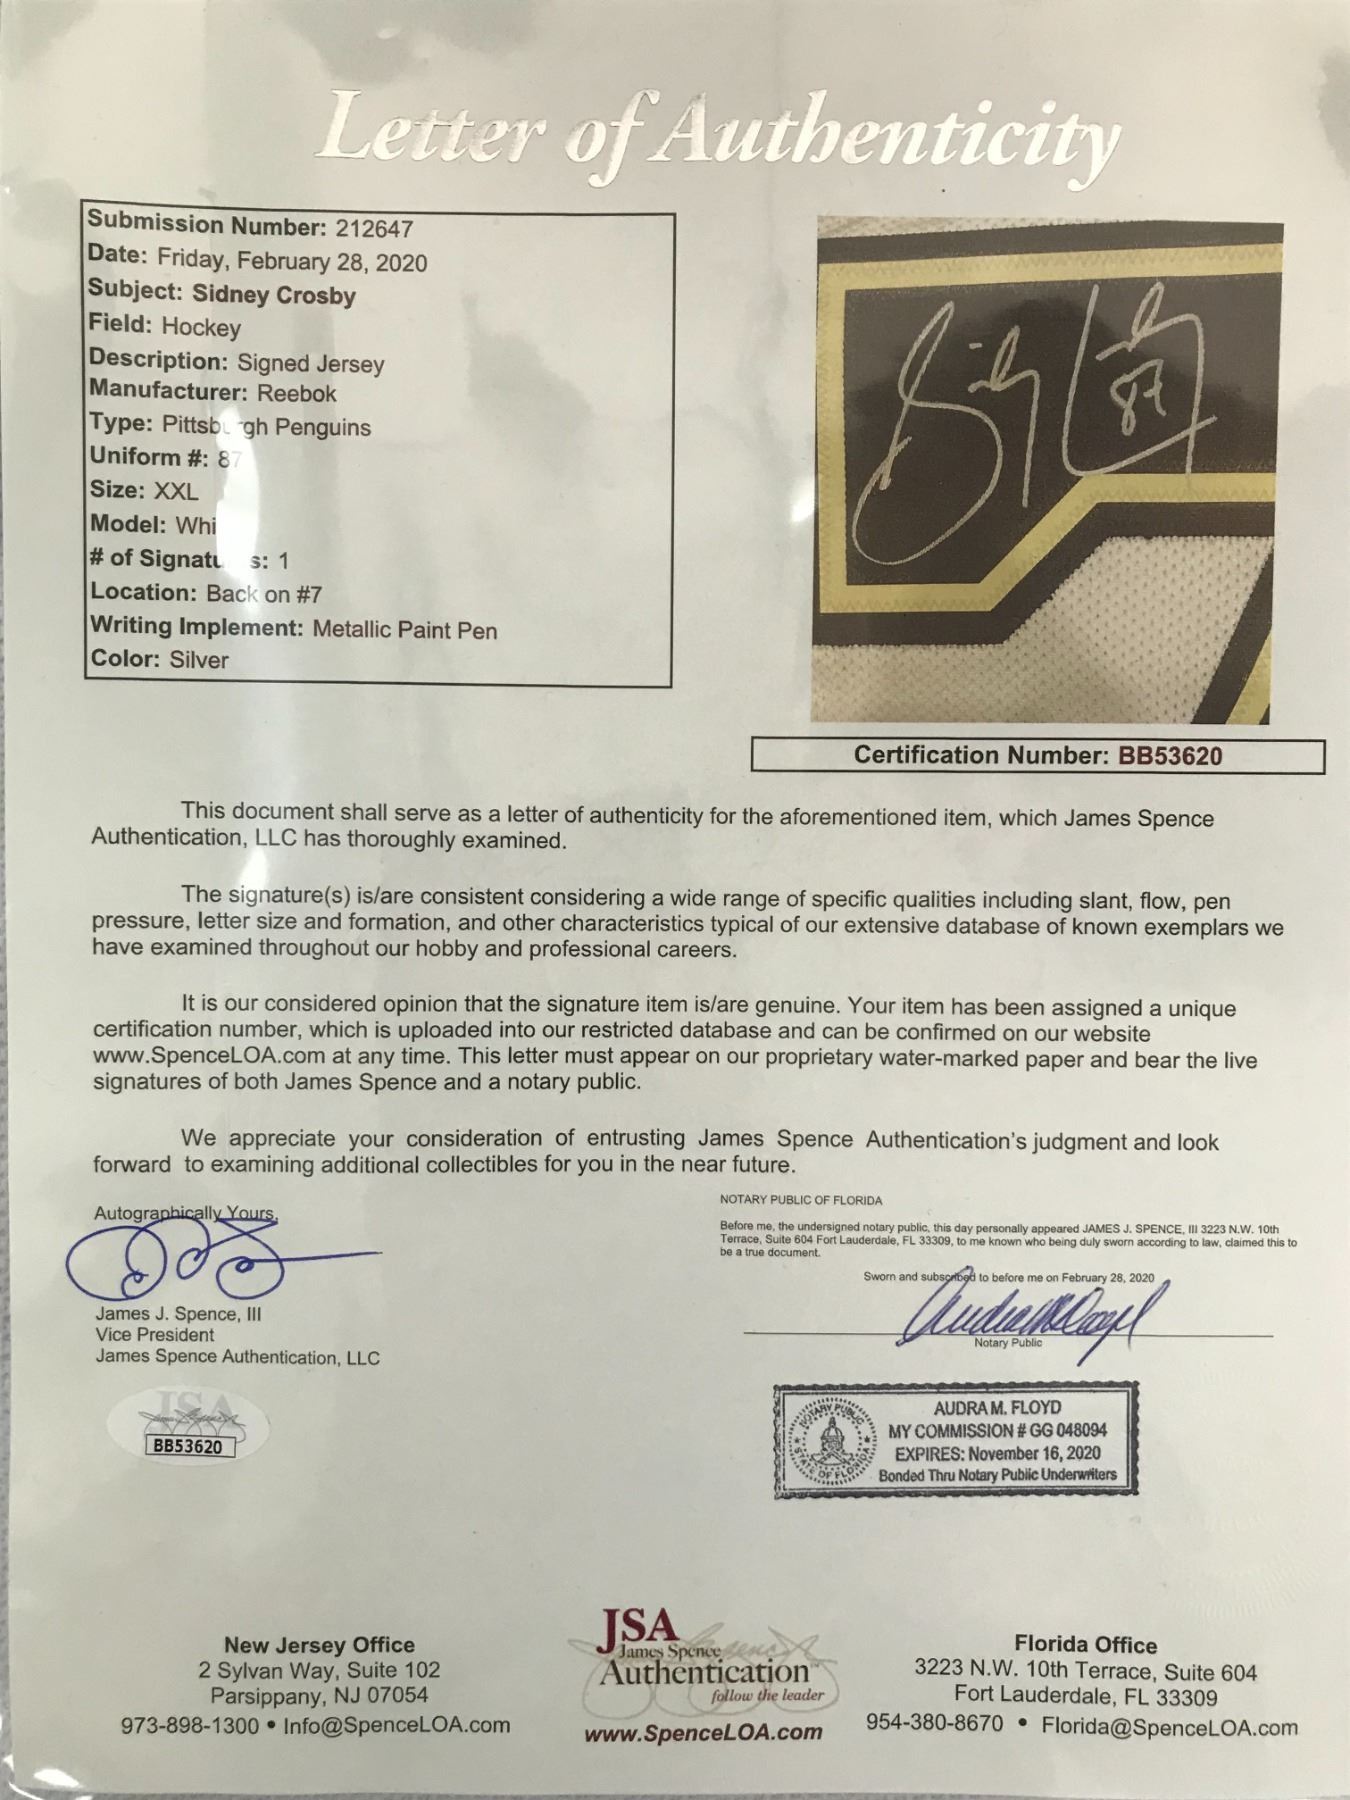 Letter of Authenticity
Submission Number: 212647
Date: Friday, February 28, 2020
Subject: Sidney Crosby
Field: Hockey
Description: Signed Jersey
Manufacturer: Reebok
Type: Pittsburgh Penguins
Uniform #: 87
Size: XXL
Model: Whi
# of Signatures: 1
Location: Back on #7
Writing Implement: Metallic Paint Pen
Color: Silver
87
Certification Number: BB53620
This document shall serve as a letter of authenticity for the aforementioned item, which James Spence
Authentication, LLC has thoroughly examined.
The signature(s) is/are consistent considering a wide range of specific qualities including slant, flow, pen
pressure, letter size and formation, and other characteristics typical of our extensive database of known exemplars we
have examined throughout our hobby and professional careers.
It is our considered opinion that the signature item is/are genuine. Your item has been assigned a unique
certification number, which is uploaded into our restricted database and can be confirmed on our website
www.SpenceLOA.com at any time. This letter must appear on our proprietary water-marked paper and bear the live
signatures of both James Spence and a notary public.
We appreciate your consideration of entrusting James Spence Authentication's judgment and look
forward to examining additional collectibles for you in the near future.
Autographically Yours,
James J. Spence, III
Vice President
James Spence Authentication, LLC
JSA
BB53620
NOTARY PUBLIC OF FLORIDA
Before me, the undersigned notary public, this day personally appeared JAMES J. SPENCE, III 3223 N.W. 10th
Terrace, Suite 604 Fort Lauderdale, FL 33309, to me known who being duly sworn according to law, claimed this to
be a true document.
Sworn and subscribed to before me on February 28, 2020
Notary Public
NOTARY PUBLIC
STATE OF FLORIDA
AUDRA M. FLOYD
MY COMMISSION # GG 048094
EXPIRES: November 16, 2020
Bonded Thru Notary Public Underwriters
New Jersey Office
2 Sylvan Way, Suite 102
Parsippany, NJ 07054
973-898-1300 • Info@SpenceLOA.com
JSA
James Spence
Authentication™
follow the leader
www.SpenceLOA.com
Florida Office
3223 N.W. 10th Terrace, Suite 604
Fort Lauderdale, FL 33309
954-380-8670 • Florida@SpenceLOA.com